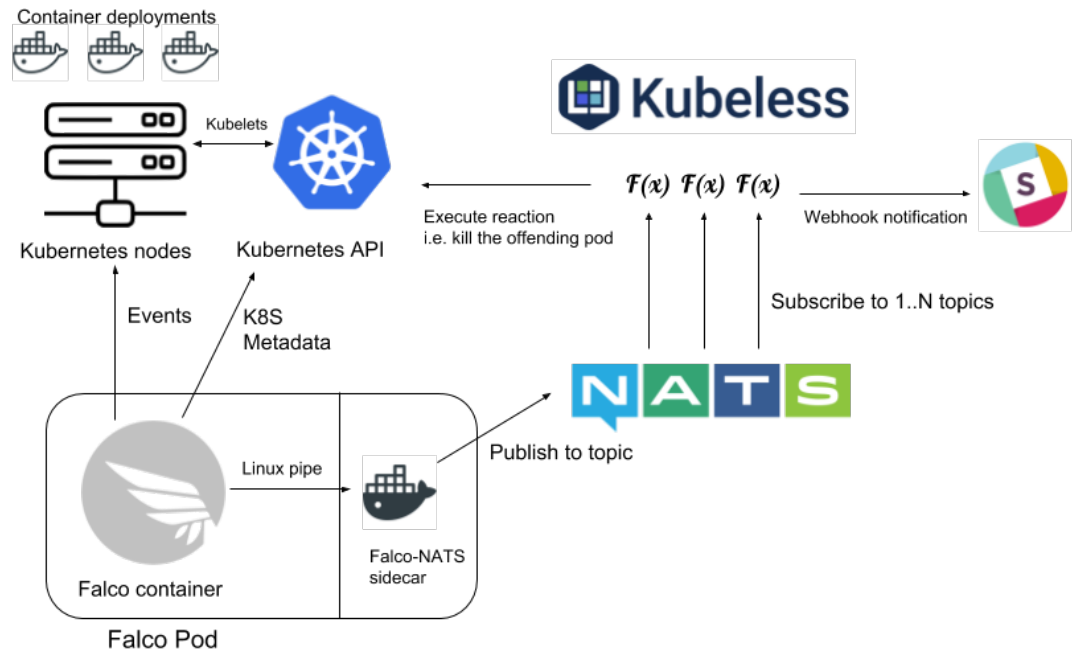 Container deployments
Kubelets
Kubeless
Kubernetes nodes
Kubernetes API
Execute reaction
i.e. kill the offending pod
F(x) F(x) F(x)
Webhook notification
S
Events
K8S
Metadata
Subscribe to 1..N topics
NATS
Publish to topic
Linux pipe
Falco-NATS
sidecar
Falco container
Falco Pod